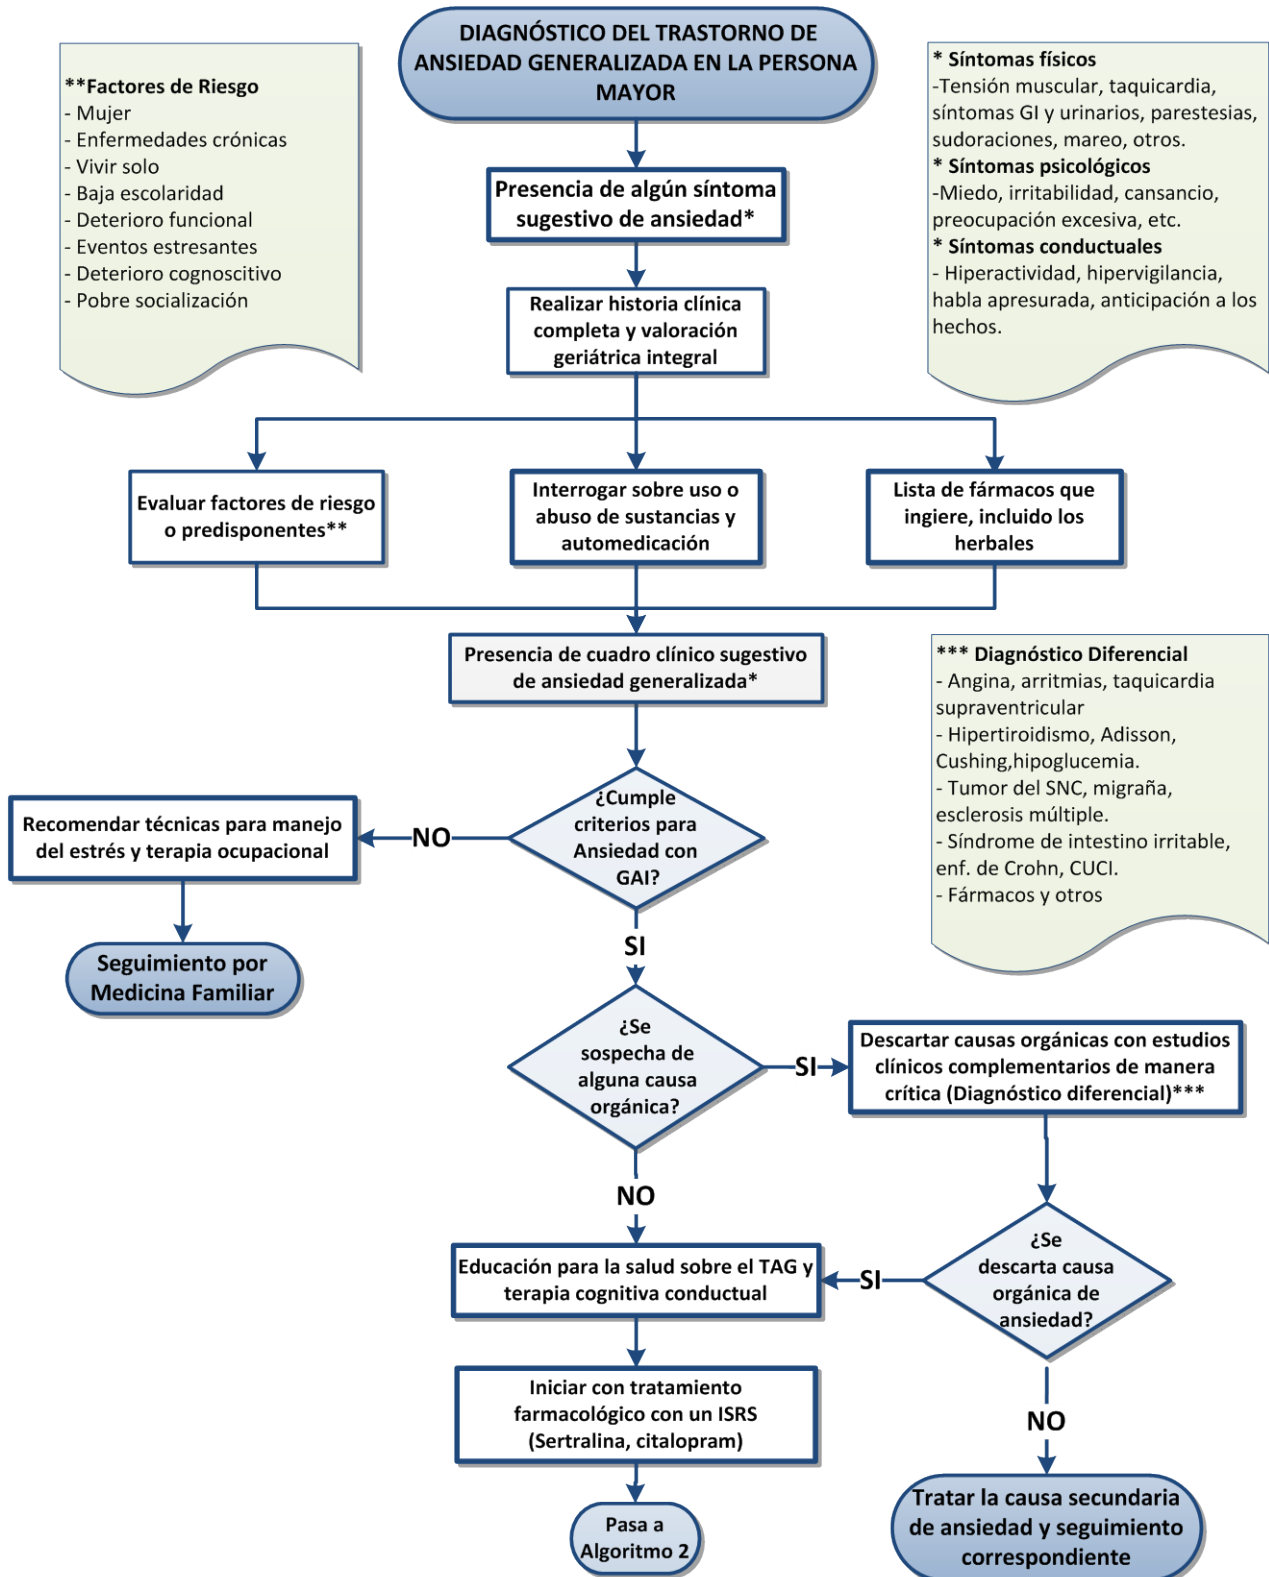 DIAGNÓSTICO DEL TRASTORNO DE
ANSIEDAD GENERALIZADA EN LA PERSONA
MAYOR
**Factores de Riesgo
- Mujer
- Enfermedades crónicas
- Vivir solo
- Baja escolaridad
- Deterioro funcional
- Eventos estresantes
- Deterioro cognoscitivo
- Pobre socialización
* Síntomas físicos
-Tensión muscular, taquicardia,
síntomas GI y urinarios, parestesias,
sudoraciones, mareo, otros.
* Síntomas psicológicos
-Miedo, irritabilidad, cansancio,
preocupación excesiva, etc.
* Síntomas conductuales
- Hiperactividad, hipervigilancia,
habla apresurada, anticipación a los
hechos.
Presencia de algún síntoma
sugestivo de ansiedad*
Realizar historia clínica
completa y valoración
geriátrica integral
Evaluar factores de riesgo
o predisponentes**
Interrogar sobre uso o
abuso de sustancias y
automedicación
Lista de fármacos que
ingiere, incluido los
herbales
Presencia de cuadro clínico sugestivo
de ansiedad generalizada*
*** Diagnóstico Diferencial
- Angina, arritmias, taquicardia
supraventricular
- Hipertiroidismo, Adisson,
Cushing,hipoglucemia.
- Tumor del SNC, migraña,
esclerosis múltiple.
- Síndrome de intestino irritable,
enf. de Crohn, CUCI.
- Fármacos y otros
¿Cumple
criterios para
Ansiedad con
GAI?
NO
Recomendar técnicas para manejo
del estrés y terapia ocupacional
Seguimiento por
Medicina Familiar
SI
¿Se
sospecha de
alguna causa
orgánica?
SI
Descartar causas orgánicas con estudios
clínicos complementarios de manera
crítica (Diagnóstico diferencial)***
NO
¿Se
descarta causa
orgánica de
ansiedad?
SI
Educación para la salud sobre el TAG y
terapia cognitiva conductual
Iniciar con tratamiento
farmacológico con un ISRS
(Sertralina, citalopram)
NO
Pasa a
Algoritmo 2
Tratar la causa secundaria
de ansiedad y seguimiento
correspondiente